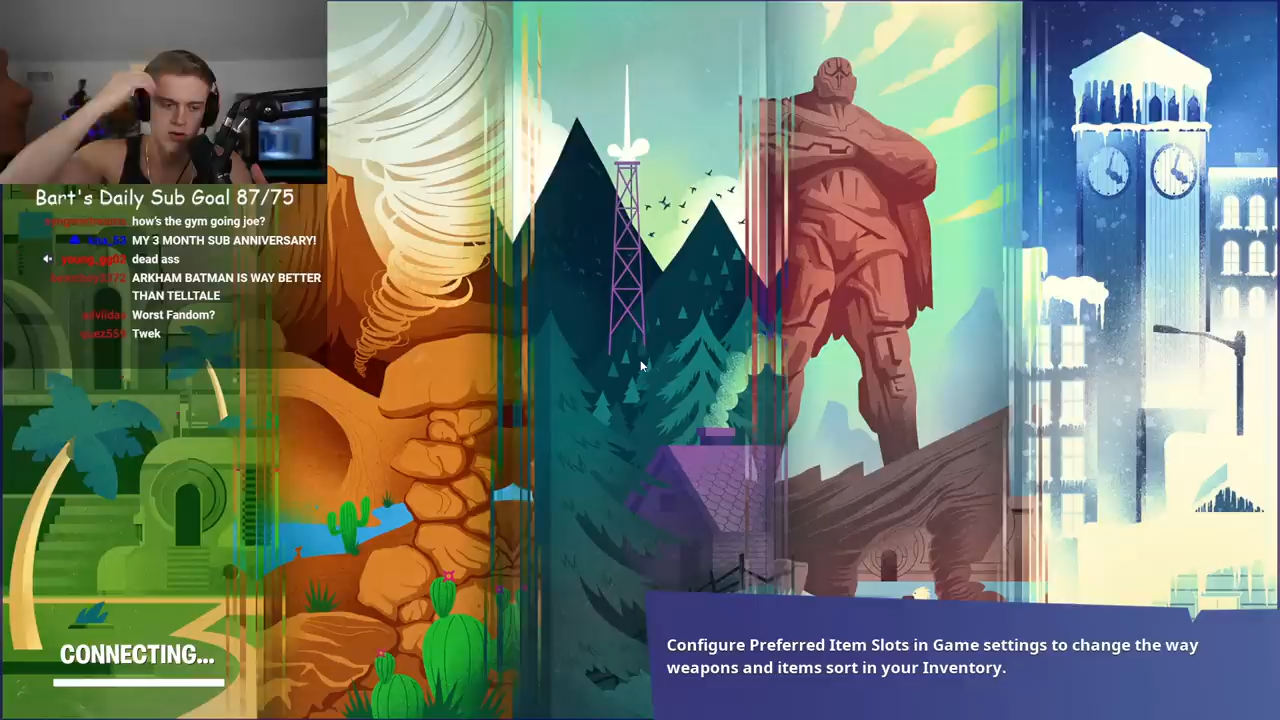 Bart's Daily Sub Goal 87/75
how's the gym going joe?
MY 3 MONTH SUB ANNIVERSARY!
young_gg03 dead ass
ARKHAM BATMAN IS WAY BETTER
THAN TELLTALE
Worst Fandom?
Twek
CONNECTING...
Configure Preferred Item Slots in Game settings to change the way
weapons and items sort in your Inventory.